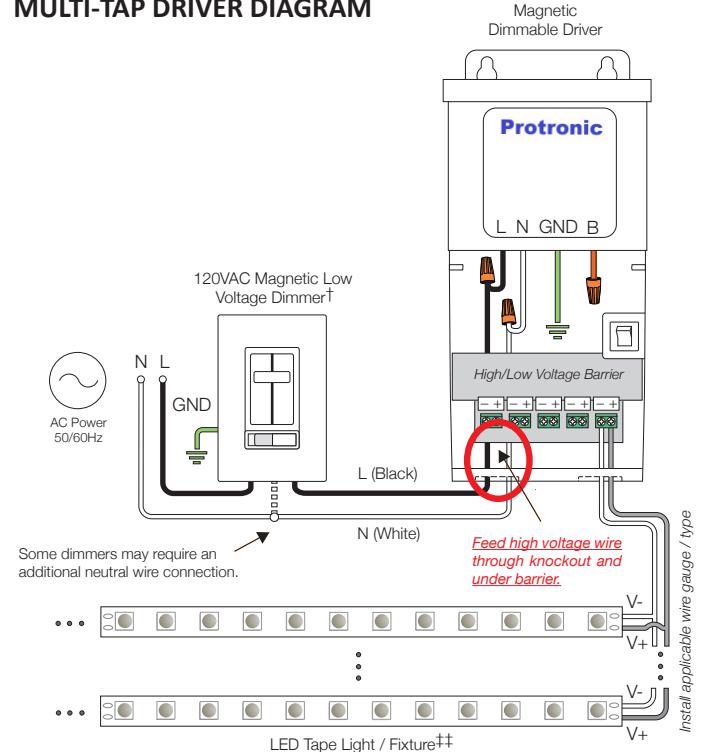 MULTI-TAP DRIVER DIAGRAM
Magnetic
Dimmable Driver
Protronic
L N GND B
120VAC Magnetic Low
Voltage Dimmer†
N L
GND
AC Power
50/60Hz
High/Low Voltage Barrier
- + - + - + - + - +
L (Black)
N (White)
Some dimmers may require an
additional neutral wire connection.
Feed high voltage wire
through knockout and
under barrier.
Install applicable wire gauge / type
V-
V+
V-
V+
LED Tape Light / Fixture‡‡